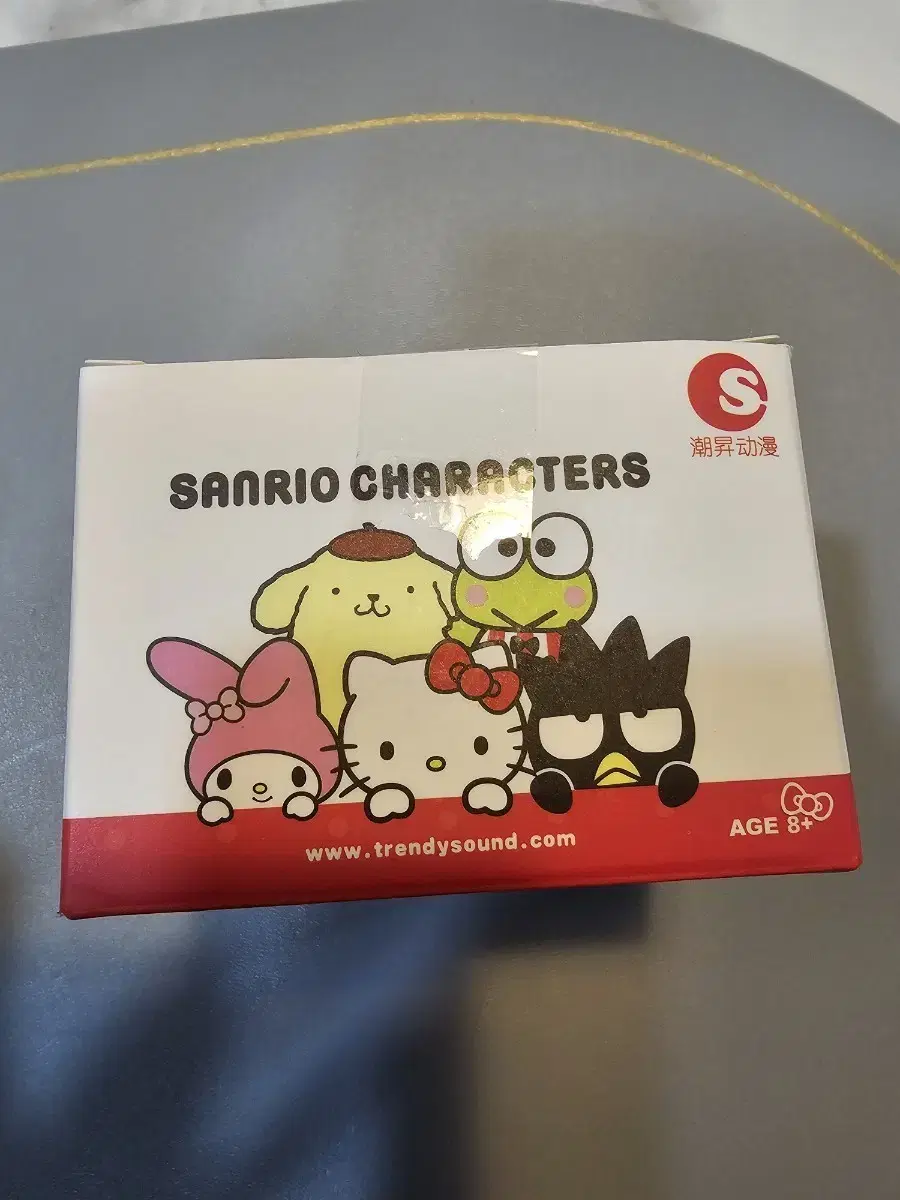 S
潮昇动漫
SANRIO CHARACTERS
www.trendysound.com
AGE 8+